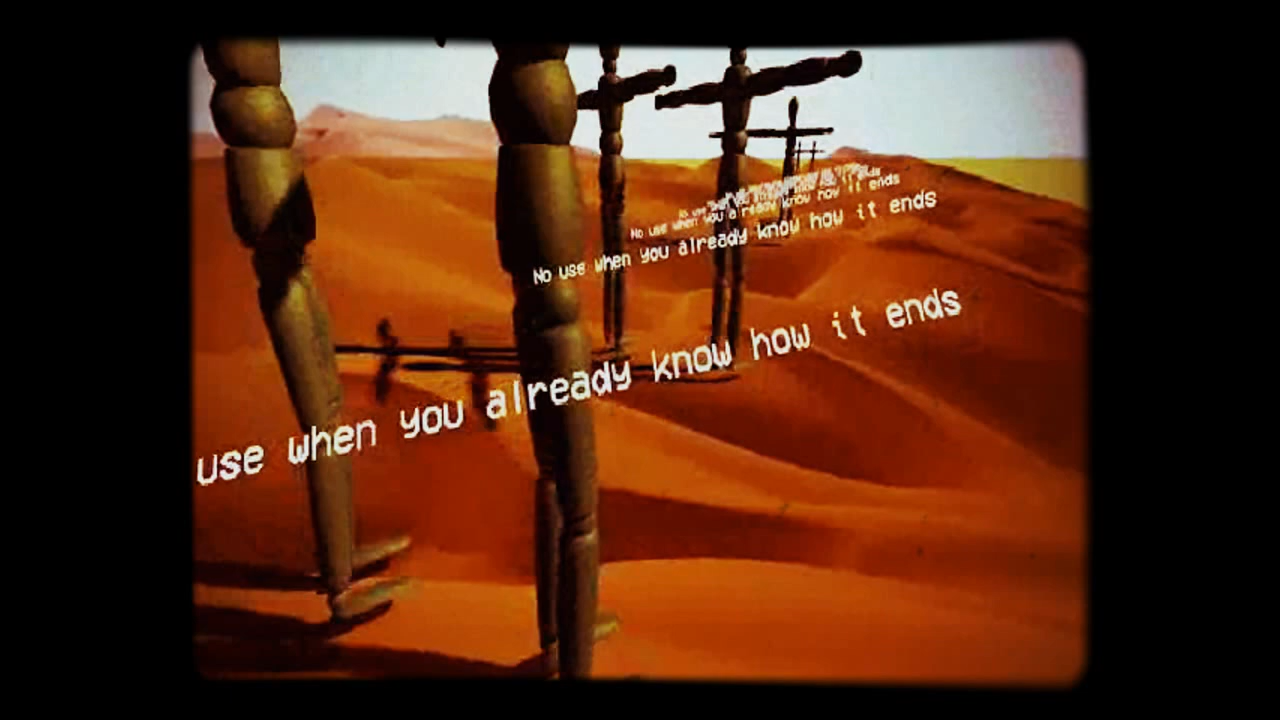 No use when you already know how it ends
No use when you already know how it ends
use when you already know how it ends